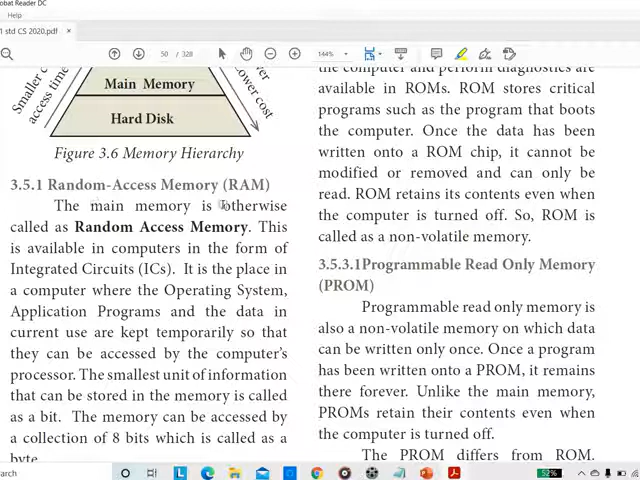 obat Reader DC
Help
1 std CS 2020.pdf ×
50 / 328
144%
Smaller c
access time
ver
ower cost
Main Memory
Hard Disk
Figure 3.6 Memory Hierarchy
3.5.1 Random-Access Memory (RAM)
The main memory is otherwise
called as Random Access Memory. This
is available in computers in the form of
Integrated Circuits (ICs). It is the place in
a computer where the Operating System,
Application Programs and the data in
current use are kept temporarily so that
they can be accessed by the computer's
processor. The smallest unit of information
that can be stored in the memory is called
as a bit. The memory can be accessed by
a collection of 8 bits which is called as a
byte.
the computer and perform diagnostics are
available in ROMs. ROM stores critical
programs such as the program that boots
the computer. Once the data has been
written onto a ROM chip, it cannot be
modified or removed and can only be
read. ROM retains its contents even when
the computer is turned off. So, ROM is
called as a non-volatile memory.
3.5.3.1Programmable Read Only Memory
(PROM)
Programmable read only memory is
also a non-volatile memory on which data
can be written only once. Once a program
has been written onto a PROM, it remains
there forever. Unlike the main memory,
PROMs retain their contents even when
the computer is turned off.
The PROM differs from ROM.
arch
L
52%